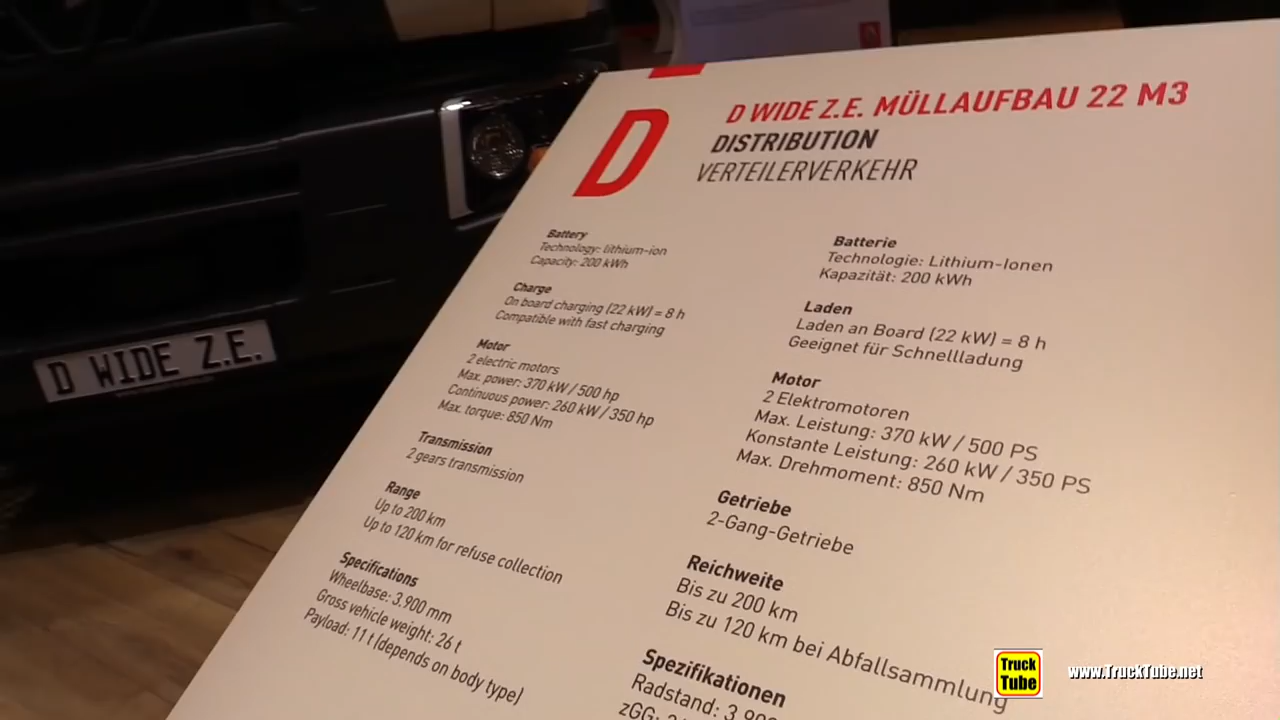 D
D WIDE Z.E. MÜLLAUFBAU 22 M3
DISTRIBUTION
VERTEILERVERKEHR
Battery
Technology: lithium-ion
Capacity: 200 kWh
Charge
On board charging (22 kW) = 8 h
Compatible with fast charging
Motor
2 electric motors
Max. power: 370 kW / 500 hp
Continuous power: 260 kW / 350 hp
Max. torque: 850 Nm
Transmission
2 gears transmission
Range
Up to 200 km
Up to 120 km for refuse collection
Specifications
Wheelbase: 3.900 mm
Gross vehicle weight: 26 t
Payload: 11 t (depends on body type)
Batterie
Technologie: Lithium-Ionen
Kapazität: 200 kWh
Laden
Laden an Board (22 kW) = 8 h
Geeignet für Schnellladung
Motor
2 Elektromotoren
Max. Leistung: 370 kW / 500 PS
Konstante Leistung: 260 kW / 350 PS
Max. Drehmoment: 850 Nm
Getriebe
2-Gang-Getriebe
Reichweite
Bis zu 200 km
Bis zu 120 km bei Abfallsammlung
Spezifikationen
Radstand:
zGG:
D WIDE Z.E.
Truck
Tube
www.TruckTube.net